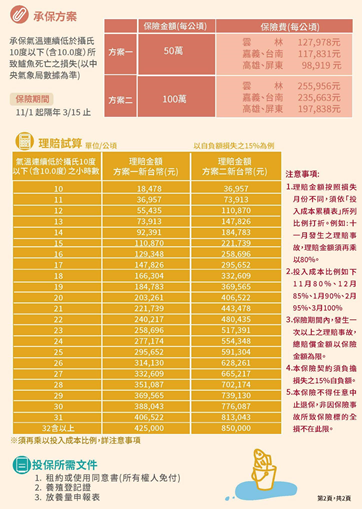 承保方案
承保氣溫連續低於攝氏
10度以下(含10.0度)所
致鱸魚死亡之損失(以中
央氣象局數據為準)
保險期間
11/1 起隔年 3/15 止
保險金額(每公頃)
保險費(每公頃)
方案一
50萬
雲 林 127,978元
嘉義、台南 117,831元
高雄、屏東 98,919 元
方案二
100萬
雲 林 255,956元
嘉義、台南 235,663元
高雄、屏東 197,838元
理賠試算 單位/公頃
以自負額損失之15%為例
氣溫連續低於攝氏10度
以下(含10.0度)之小時數
理賠金額
方案一新台幣(元)
理賠金額
方案二新台幣(元)
10 18,478 36,957
11 36,957 73,913
12 55,435 110,870
13 73,913 147,826
14 92,391 184,783
15 110,870 221,739
16 129,348 258,696
17 147,826 295,652
18 166,304 332,609
19 184,783 369,565
20 203,261 406,522
21 221,739 443,478
22 240,217 480,435
23 258,696 517,391
24 277,174 554,348
25 295,652 591,304
26 314,130 628,261
27 332,609 665,217
28 351,087 702,174
29 369,565 739,130
30 388,043 776,087
31 406,522 813,043
32含以上 425,000 850,000
※須再乘以投入成本比例，詳注意事項
注意事項:
1.理賠金額按照損失
月份不同，須依「投
入成本累積表」所列
比例打折。例如:十
一月發生之理賠事
故，理賠金額須再乘
以80%。
2.投入成本比例如下
11月80%、12月
85%、1月90%、2月
95%、3月100%
3.保險期間內，發生一
次以上之理賠事故，
總賠償金額以保險
金額為限。
4.本保險契約須負擔
損失之15%自負額。
5.本保險不得任意中
止退保，非因保險事
故所致保險標的全
損不在此限。
投保所需文件
1. 租約或使用同意書(所有權人免付)
2. 養殖登記證
3. 放養量申報表
第2頁，共2頁